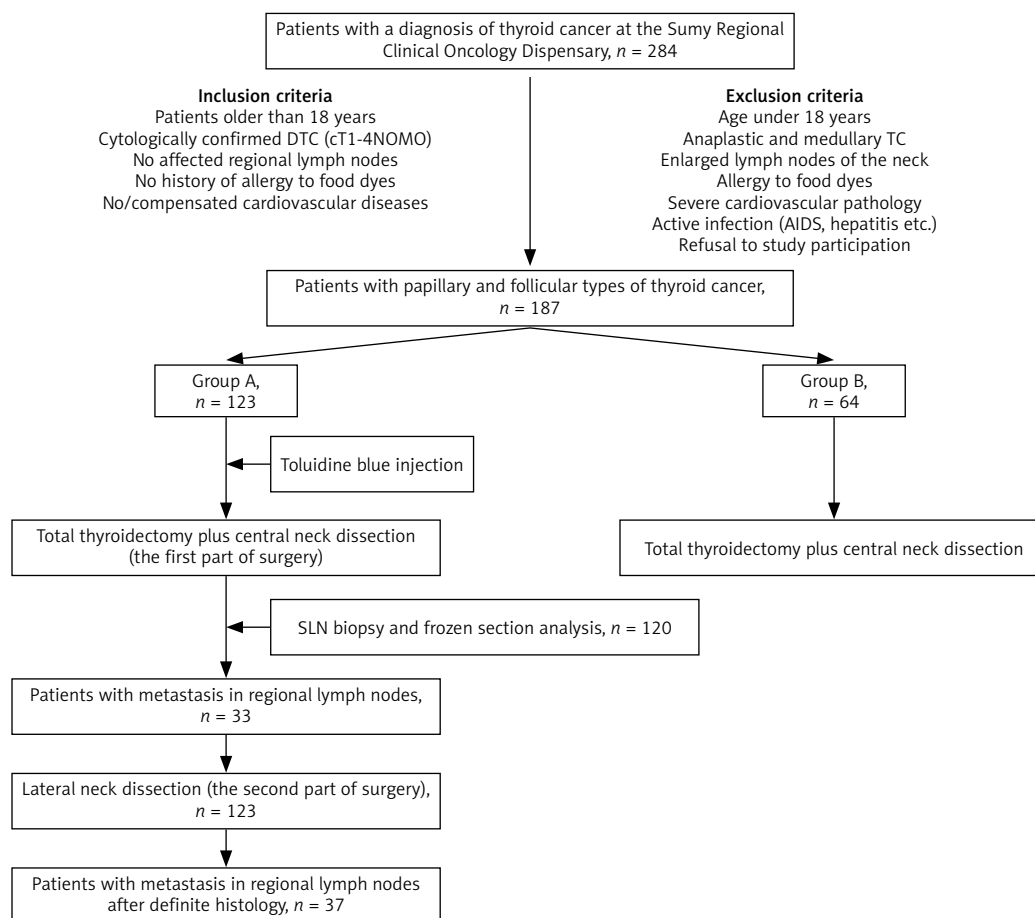 Patients with a diagnosis of thyroid cancer at the Sumy Regional
Clinical Oncology Dispensary, n = 284
Inclusion criteria
Patients older than 18 years
Cytologically confirmed DTC (cT1-4NOMO)
No affected regional lymph nodes
No history of allergy to food dyes
No/compensated cardiovascular diseases
Exclusion criteria
Age under 18 years
Anaplastic and medullary TC
Enlarged lymph nodes of the neck
Allergy to food dyes
Severe cardiovascular pathology
Active infection (AIDS, hepatitis etc.)
Refusal to study participation
Patients with papillary and follicular types of thyroid cancer,
n = 187
Group A,
n = 123
Group B,
n = 64
Toluidine blue injection
Total thyroidectomy plus central neck dissection
(the first part of surgery)
Total thyroidectomy plus central neck dissection
SLN biopsy and frozen section analysis, n = 120
Patients with metastasis in regional lymph nodes,
n = 33
Lateral neck dissection (the second part of surgery),
n = 123
Patients with metastasis in regional lymph nodes
after definite histology, n = 37